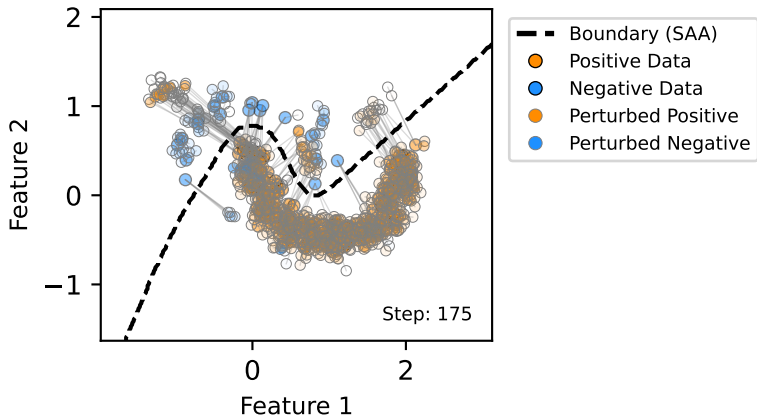 2
1
0
−1
Feature 2
0
2
Feature 1
Step: 175
Boundary (SAA)
Positive Data
Negative Data
Perturbed Positive
Perturbed Negative